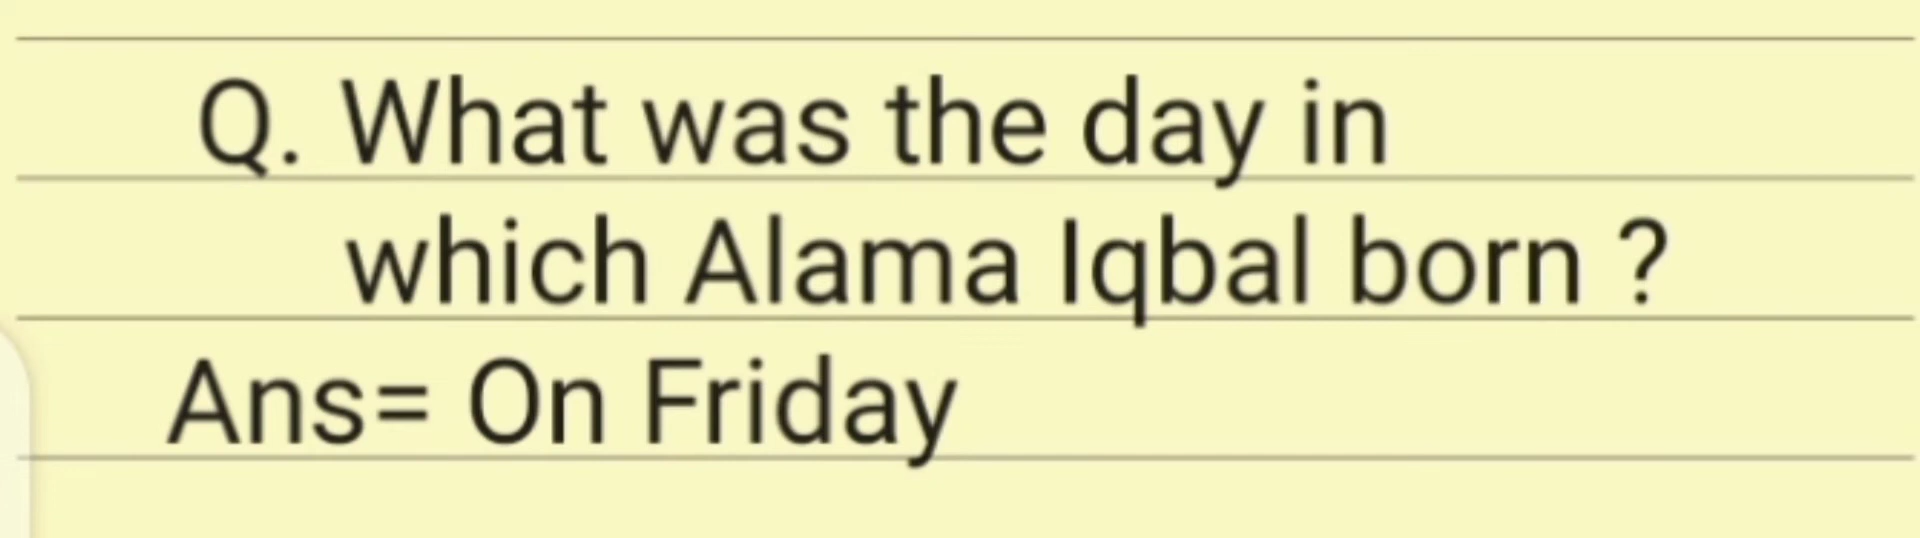 Q. What was the day in
which Alama Iqbal born ?
Ans= On Friday